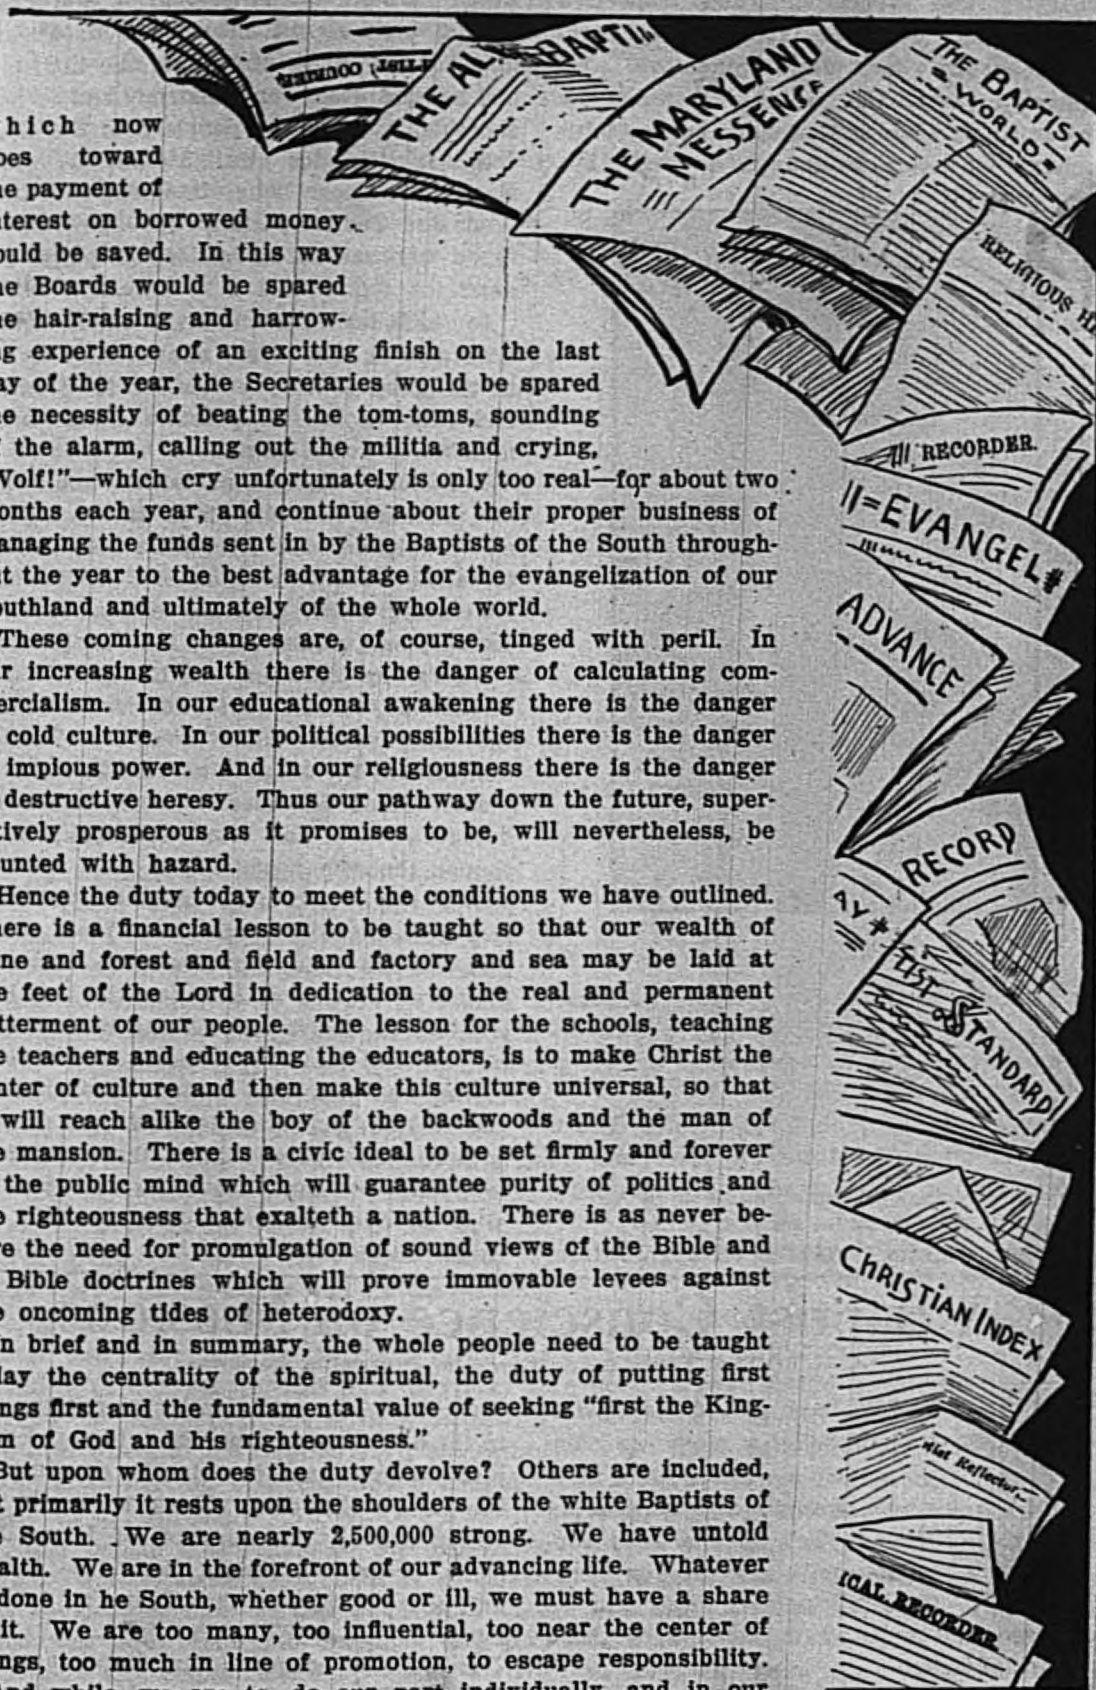 hich now
oes toward
e payment of
terest on borrowed money
ould be saved. In this way
e Boards would be spared
e hair-raising and harrow-
g experience of an exciting finish on the last
ay of the year, the Secretaries would be spared
e necessity of beating the tom-toms, sounding
the alarm, calling out the militia and crying,
Wolf!"—which cry unfortunately is only too real—for about two
onths each year, and continue about their proper business of
anaging the funds sent in by the Baptists of the South through-
t the year to the best advantage for the evangelization of our
outhland and ultimately of the whole world.
These coming changes are, of course, tinged with peril. In
r increasing wealth there is the danger of calculating com-
ercialism. In our educational awakening there is the danger
cold culture. In our political possibilities there is the danger
impious power. And in our religiousness there is the danger
destructive heresy. Thus our pathway down the future, super-
tively prosperous as it promises to be, will nevertheless, be
unted with hazard.
Hence the duty today to meet the conditions we have outlined.
here is a financial lesson to be taught so that our wealth of
ne and forest and field and factory and sea may be laid at
e feet of the Lord in dedication to the real and permanent
tterment of our people. The lesson for the schools, teaching
e teachers and educating the educators, is to make Christ the
nter of culture and then make this culture universal, so that
will reach alike the boy of the backwoods and the man of
e mansion. There is a civic ideal to be set firmly and forever
the public mind which will guarantee purity of politics and
e righteousness that exalteth a nation. There is as never be-
re the need for promulgation of sound views of the Bible and
Bible doctrines which will prove immovable levees against
e oncoming tides of heterodoxy.
n brief and in summary, the whole people need to be taught
day the centrality of the spiritual, the duty of putting first
ngs first and the fundamental value of seeking "first the King-
m of God and his righteousness."
But upon whom does the duty devolve? Others are included,
t primarily it rests upon the shoulders of the white Baptists of
e South. We are nearly 2,500,000 strong. We have untold
alth. We are in the forefront of our advancing life. Whatever
done in he South, whether good or ill, we must have a share
it. We are too many, too influential, too near the center of
ngs, too much in line of promotion, to escape responsibility.
TIST COURIER
THE AL
BAPTI
THE MARYLAND
MESSENGE
THE BAPTIST
WORLD
RELIGIOUS HE
RECORDER
EVANGEL
ADVANCE
RECORD
AY
TIST STANDARD
CHRISTIAN INDEX
tist Reflector
ICAL RECORDER